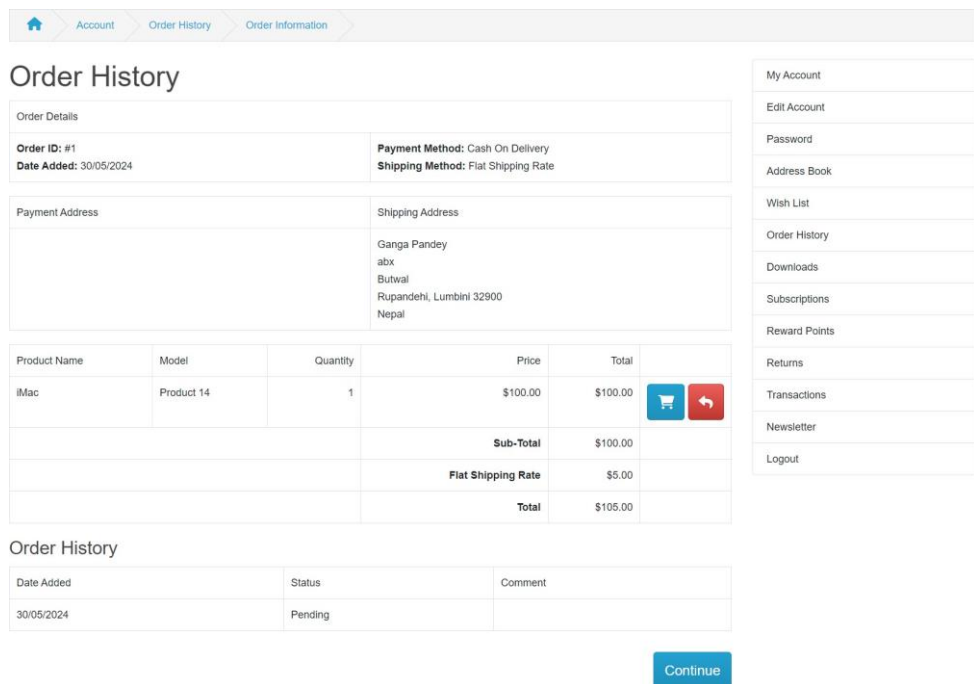 Account Order History Order Information
Order History
Order Details
Order ID: #1
Date Added: 30/05/2024
Payment Method: Cash On Delivery
Shipping Method: Flat Shipping Rate
Payment Address Shipping Address
Ganga Pandey
abx
Butwal
Rupandehi, Lumbini 32900
Nepal
Product Name Model Quantity Price Total
iMac Product 14 1 $100.00 $100.00
Sub-Total $100.00
Flat Shipping Rate $5.00
Total $105.00
Order History
Date Added Status Comment
30/05/2024 Pending
Continue
My Account
Edit Account
Password
Address Book
Wish List
Order History
Downloads
Subscriptions
Reward Points
Returns
Transactions
Newsletter
Logout